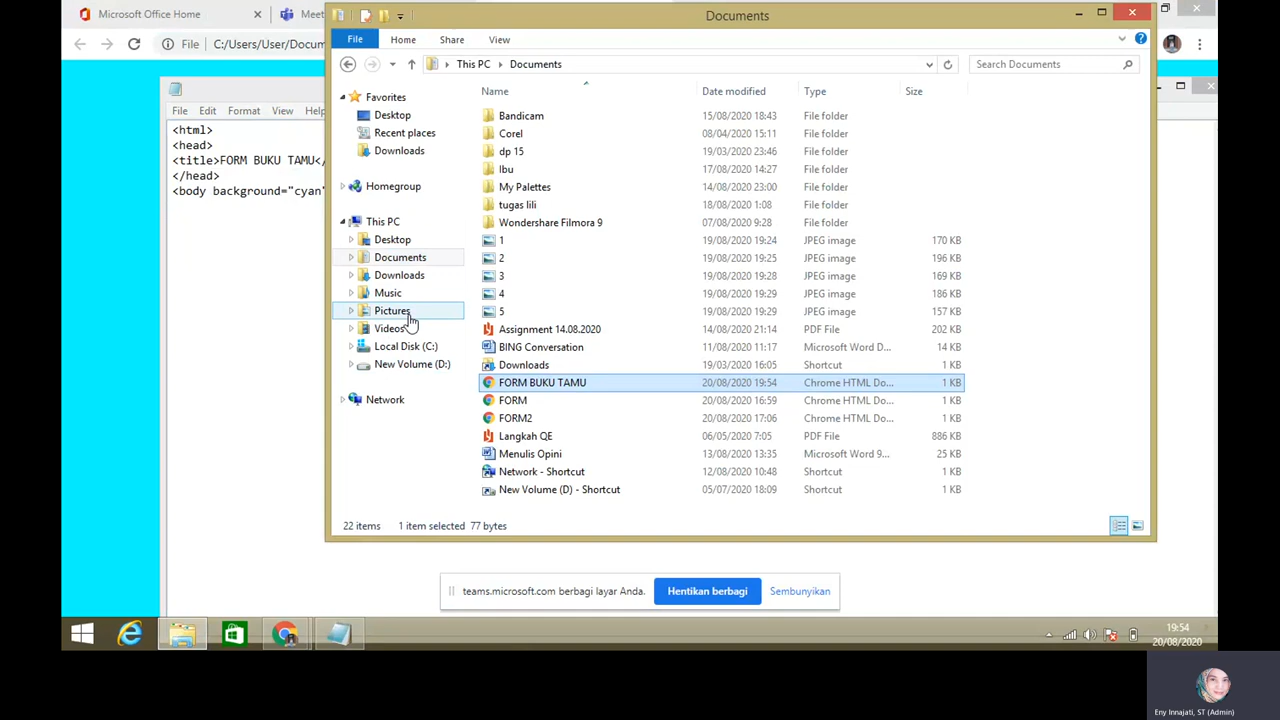 Microsoft Office Home
Meet
Documents
File C:/Users/User/Docum
File Home Share View
This PC Documents
Search Documents
File Edit Format View Help
<html>
<head>
<title>FORM BUKU TAMU</
</head>
<body background="cyan"
Favorites
Desktop
Recent places
Downloads
Homegroup
This PC
Desktop
Documents
Downloads
Music
Pictures
Videos
Local Disk (C:)
New Volume (D:)
Network
Name Date modified Type Size
Bandicam 15/08/2020 18:43 File folder
Corel 08/04/2020 15:11 File folder
dp 15 19/03/2020 23:46 File folder
Ibu 17/08/2020 14:27 File folder
My Palettes 14/08/2020 23:00 File folder
tugas lili 18/08/2020 1:08 File folder
Wondershare Filmora 9 07/08/2020 9:28 File folder
1 19/08/2020 19:24 JPEG image 170 KB
2 19/08/2020 19:25 JPEG image 196 KB
3 19/08/2020 19:28 JPEG image 176 KB
4 19/08/2020 19:29 JPEG image 186 KB
5 19/08/2020 19:29 JPEG image 157 KB
Assignment 14.08.2020 14/08/2020 21:14 PDF File 202 KB
BING Conversation 11/08/2020 11:17 Microsoft Word D... 14 KB
Downloads 19/03/2020 16:05 Shortcut 1 KB
FORM BUKU TAMU 20/08/2020 19:54 Chrome HTML Do... 1 KB
FORM 20/08/2020 16:59 Chrome HTML Do... 1 KB
FORM2 20/08/2020 17:06 Chrome HTML Do... 1 KB
Langkah QE 06/05/2020 7:05 PDF File 886 KB
Menulis Opini 13/08/2020 13:35 Microsoft Word 9... 25 KB
Network - Shortcut 12/08/2020 10:48 Shortcut 1 KB
New Volume (D) - Shortcut 05/07/2020 18:09 Shortcut 1 KB
22 items 1 item selected 77 bytes
teams.microsoft.com berbagi layar Anda. Hentikan berbagi Sembunyikan
19:54
20/08/2020
Eny Innajati, ST (Admin)